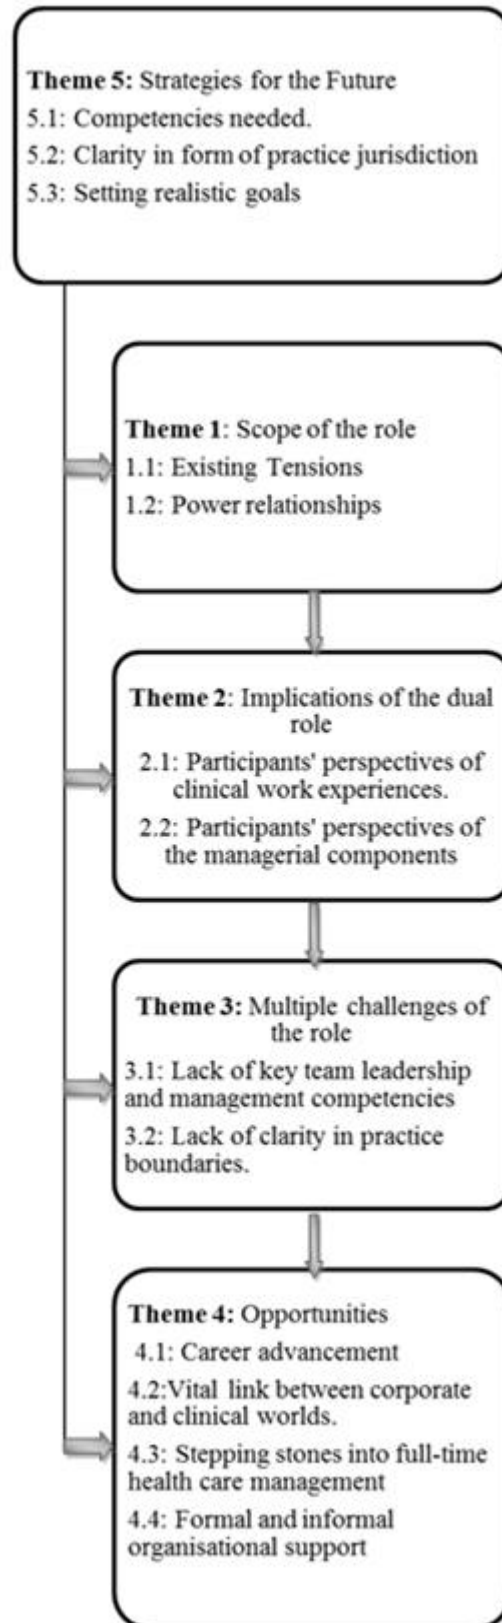 Theme 5: Strategies for the Future
5.1: Competencies needed.
5.2: Clarity in form of practice jurisdiction
5.3: Setting realistic goals
Theme 1: Scope of the role
1.1: Existing Tensions
1.2: Power relationships
Theme 2: Implications of the dual
role
2.1: Participants' perspectives of
clinical work experiences.
2.2: Participants' perspectives of
the managerial components
Theme 3: Multiple challenges of
the role
3.1: Lack of key team leadership
and management competencies
3.2: Lack of clarity in practice
boundaries.
Theme 4: Opportunities
4.1: Career advancement
4.2:Vital link between corporate
and clinical worlds.
4.3: Stepping stones into full-time
health care management
4.4: Formal and informal
organisational support